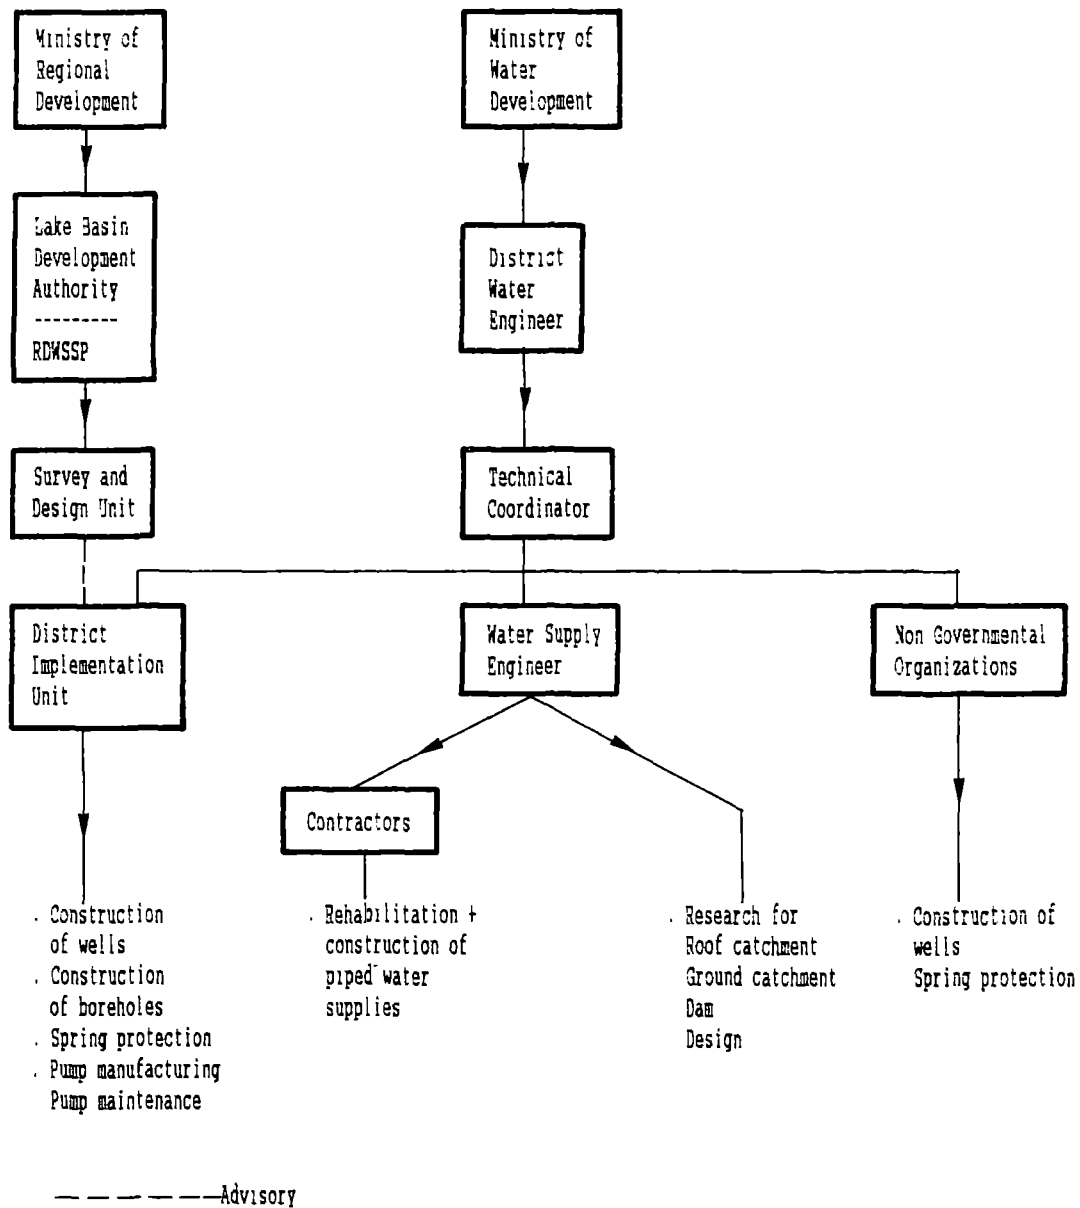 Ministry of
Regional
Development
Ministry of
Water
Development
Lake Basin
Development
Authority
---------
RDWSSP
District
Water
Engineer
Survey and
Design Unit
Technical
Coordinator
District
Implementation
Unit
Water Supply
Engineer
Non Governmental
Organizations
Contractors
. Construction
of wells
. Construction
of boreholes
. Spring protection
. Pump manufacturing
Pump maintenance
. Rehabilitation +
construction of
piped water
supplies
. Research for
Roof catchment
Ground catchment
Dam
Design
. Construction of
wells
Spring protection
Advisory